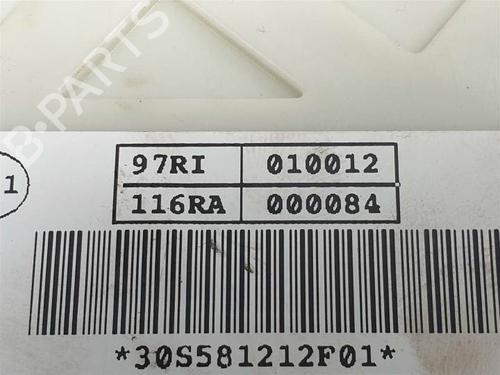 B-PARTS
97RI 010012
116RA 000084
1
*30S581212F01*